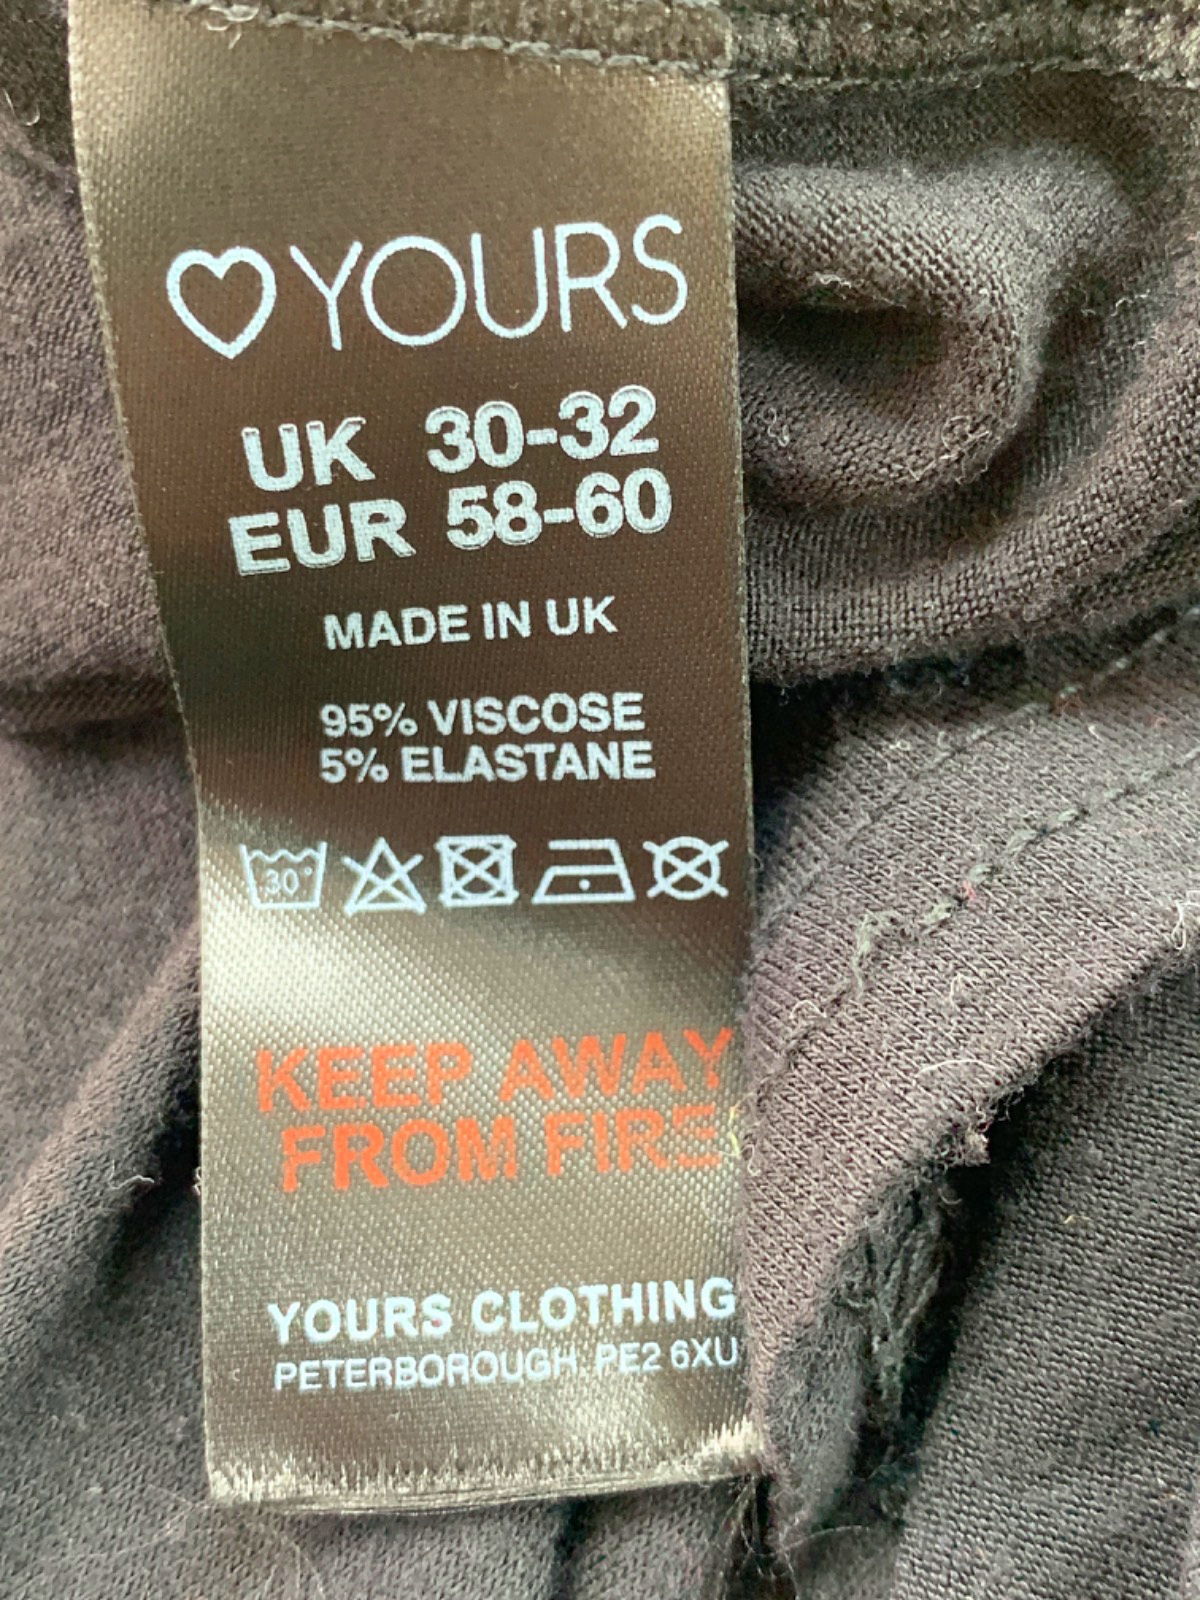 YOURS
UK 30-32
EUR 58-60
MADE IN UK
95% VISCOSE
5% ELASTANE
30°
KEEP AWAY
FROM FIRE
YOURS CLOTHING
PETERBOROUGH. PE2 6XU